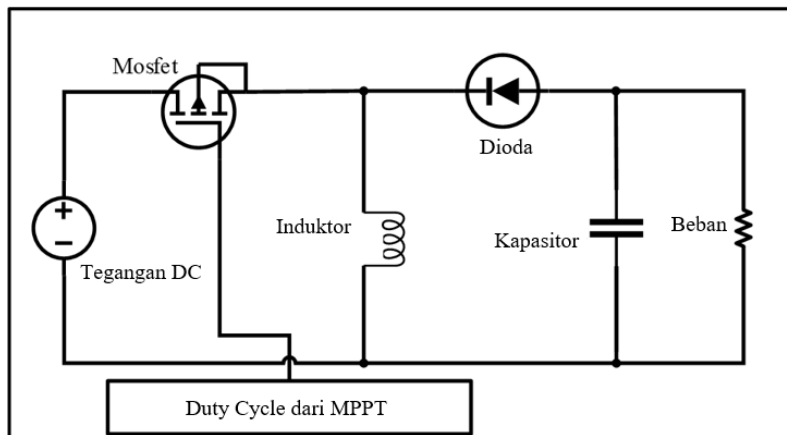 Mosfet
Dioda
Induktor
Kapasitor
Beban
Tegangan DC
Duty Cycle dari MPPT